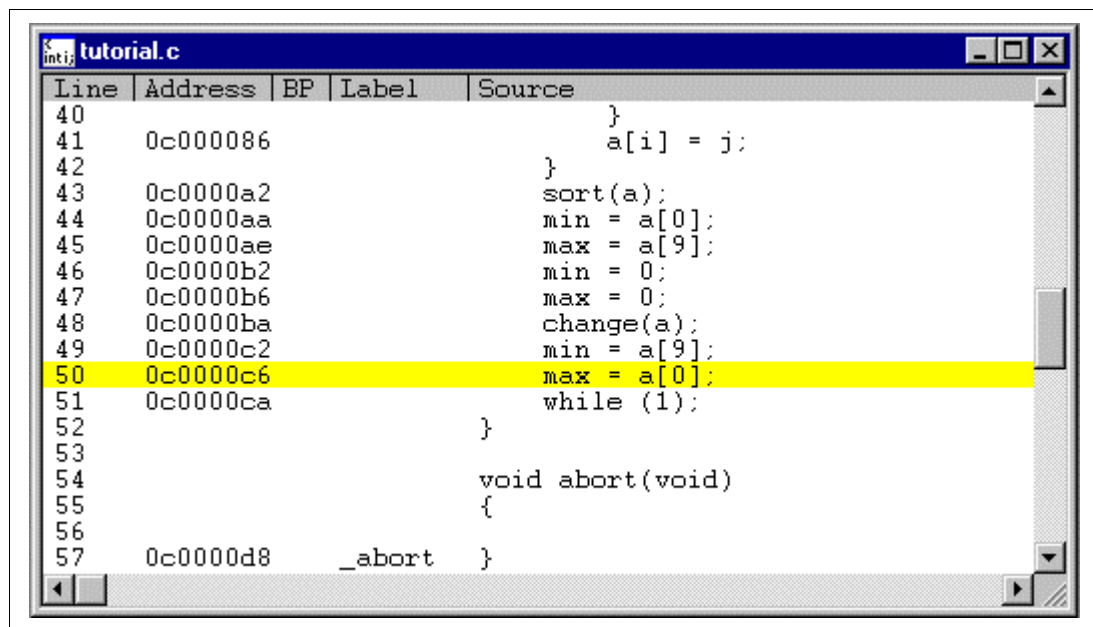 tutorial.c
Line Address BP Label Source
40 }
41 0c000086 a[i] = j;
42 }
43 0c0000a2 sort(a);
44 0c0000aa min = a[0];
45 0c0000ae max = a[9];
46 0c0000b2 min = 0;
47 0c0000b6 max = 0;
48 0c0000ba change(a);
49 0c0000c2 min = a[9];
50 0c0000c6 max = a[0];
51 0c0000ca while (1);
52 }
53
54 void abort(void)
55 {
56
57 0c0000d8 _abort }